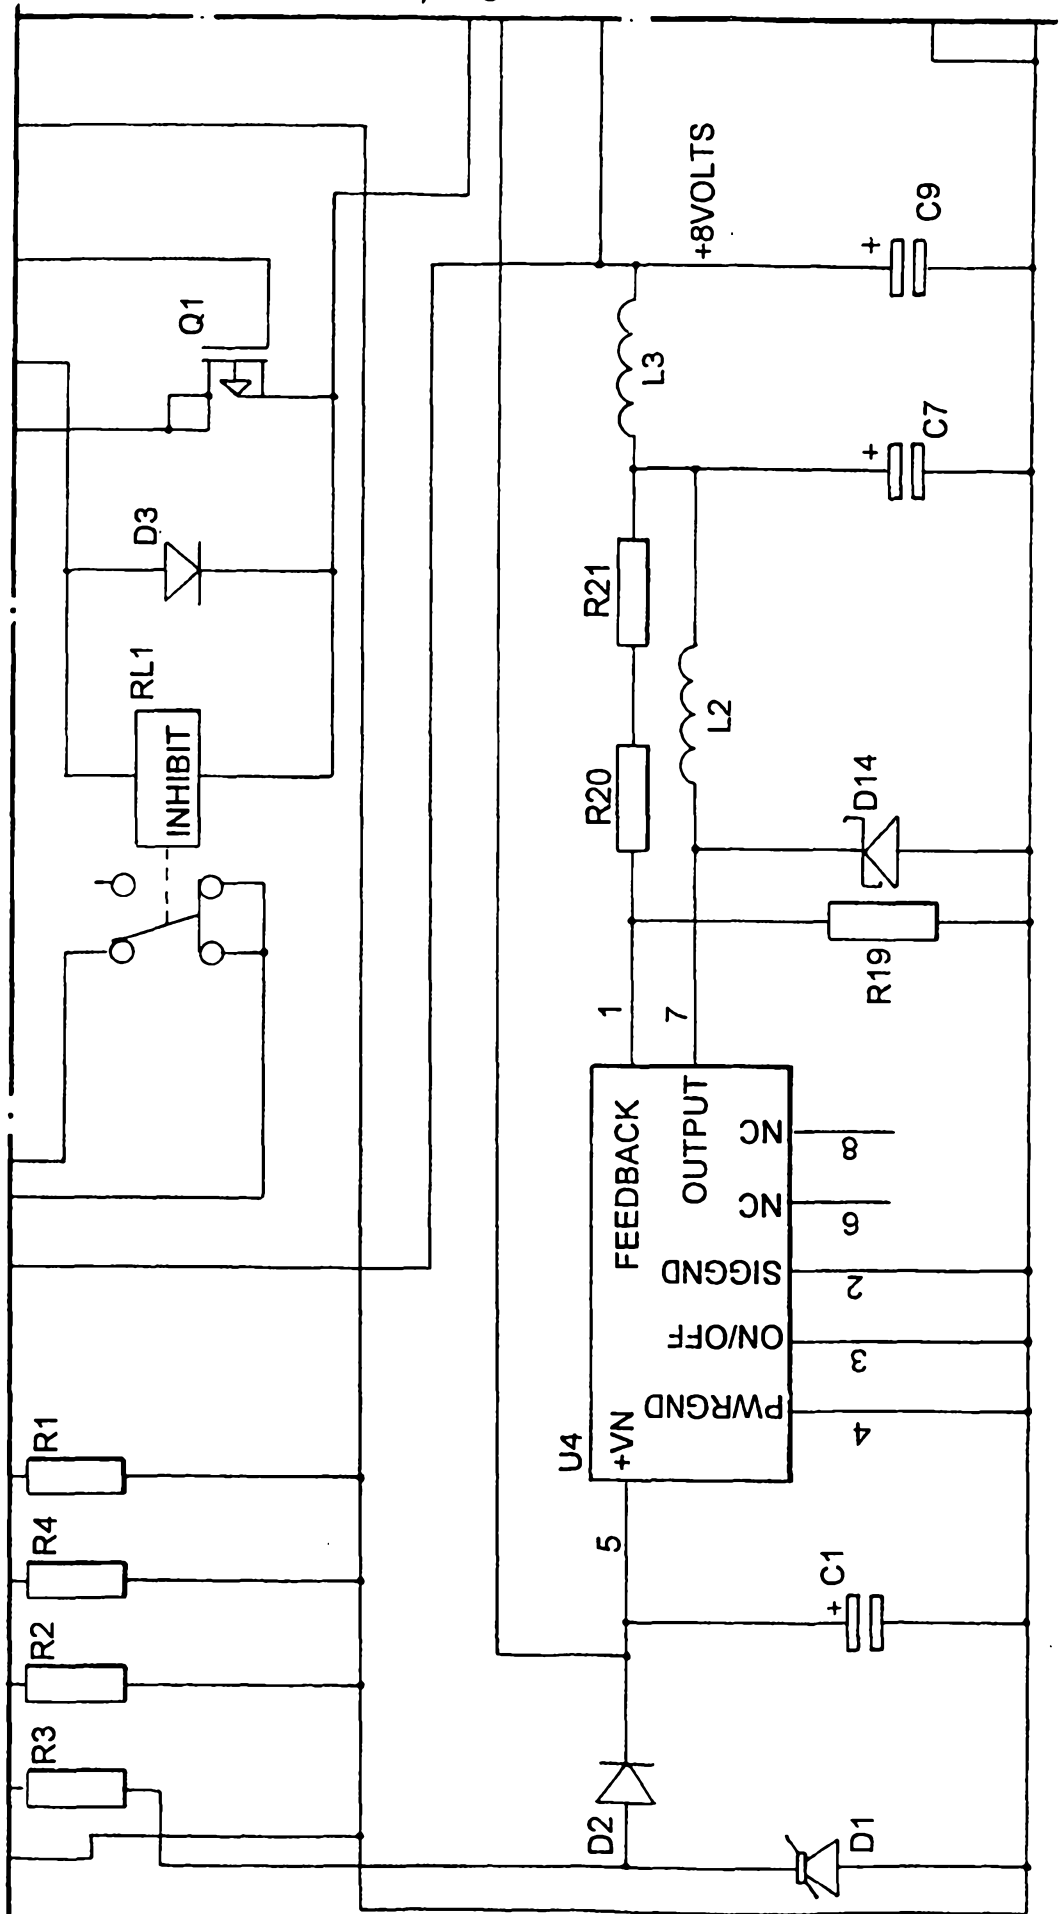 +8VOLTS
C9
Q1
L3
C7
+
+
D3
R21
RL1
INHIBIT
L2
R20
D14
R19
1
7
FEEDBACK
OUTPUT
NC
8
NC
6
SIGGND
2
ON/OFF
3
PWRGND
4
+VN
U4
5
R1
R4
C1
+
R2
R3
D2
D1